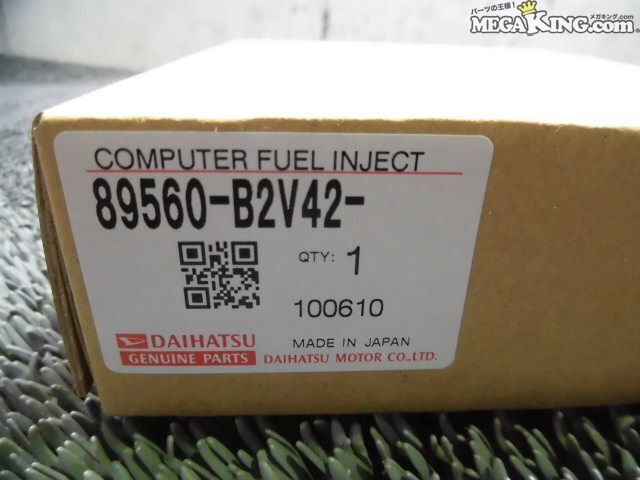 パーツの王様! メガキング.com
MEGAKING.com
COMPUTER FUEL INJECT
89560-B2V42-
QTY: 1
100610
DAIHATSU
GENUINE PARTS
MADE IN JAPAN
DAIHATSU MOTOR CO.,LTD.